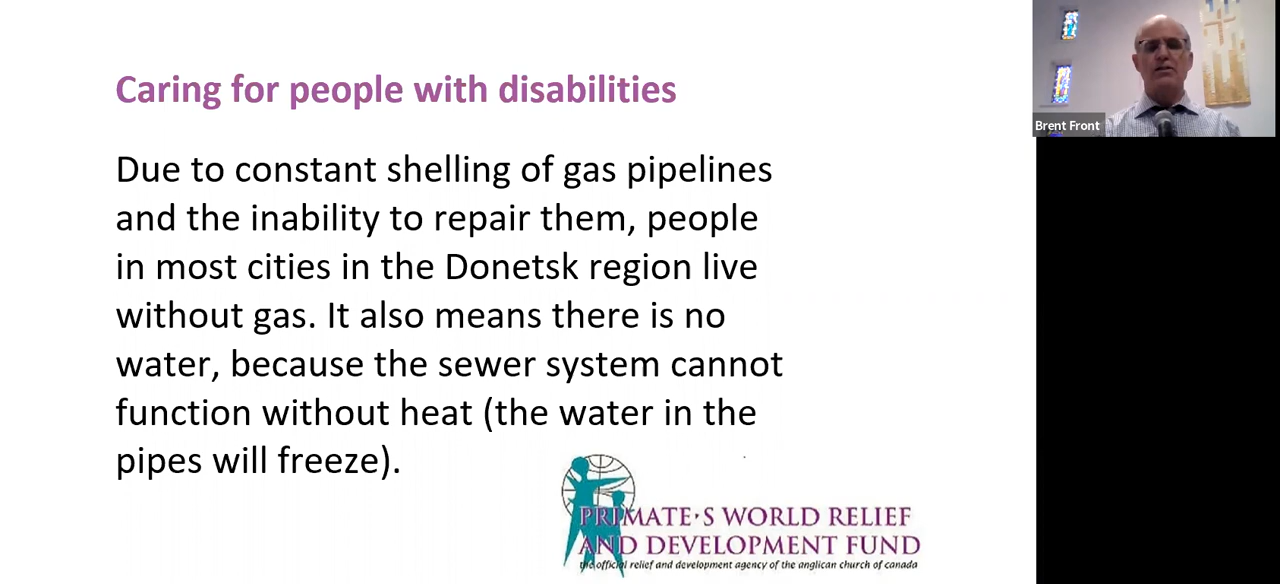 Caring for people with disabilities
Due to constant shelling of gas pipelines
and the inability to repair them, people
in most cities in the Donetsk region live
without gas. It also means there is no
water, because the sewer system cannot
function without heat (the water in the
pipes will freeze).
PRIMATE·S WORLD RELIEF
AND DEVELOPMENT FUND
the official relief and development agency of the anglican church of canada
Brent Front